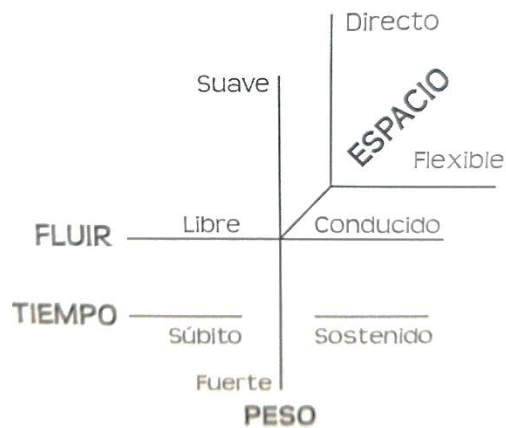 Directo
Suave
ESPACIO
Flexible
FLUIR Libre Conducido
TIEMPO
Súbito Sostenido
Fuerte
PESO